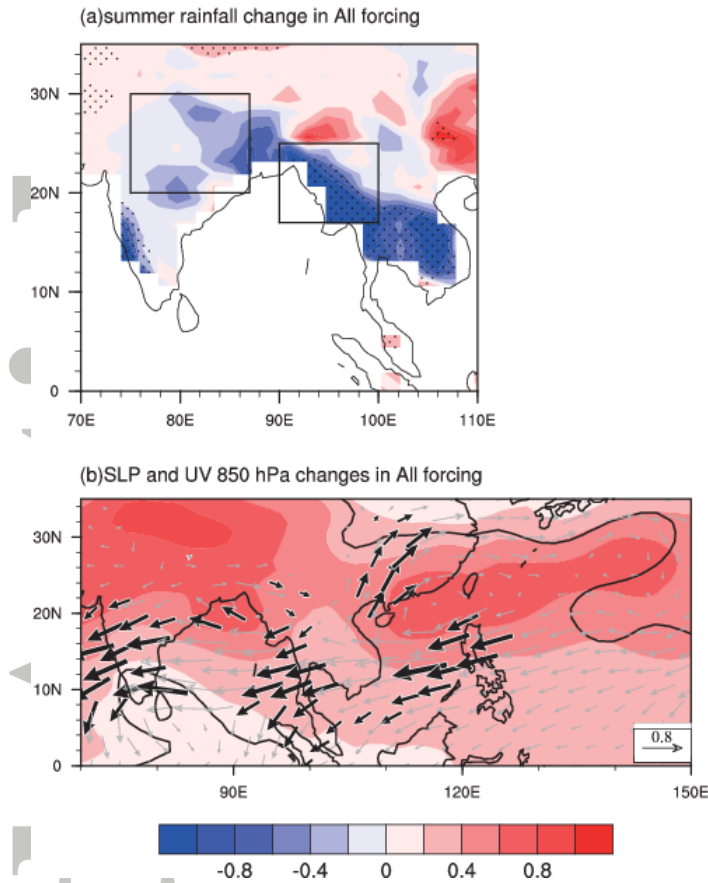 (a)summer rainfall change in All forcing
30N
20N
10N
0
70E 80E 90E 100E 110E
(b)SLP and UV 850 hPa changes in All forcing
30N
20N
10N
0
0.8
90E 120E 150E
-0.8 -0.4 0 0.4 0.8